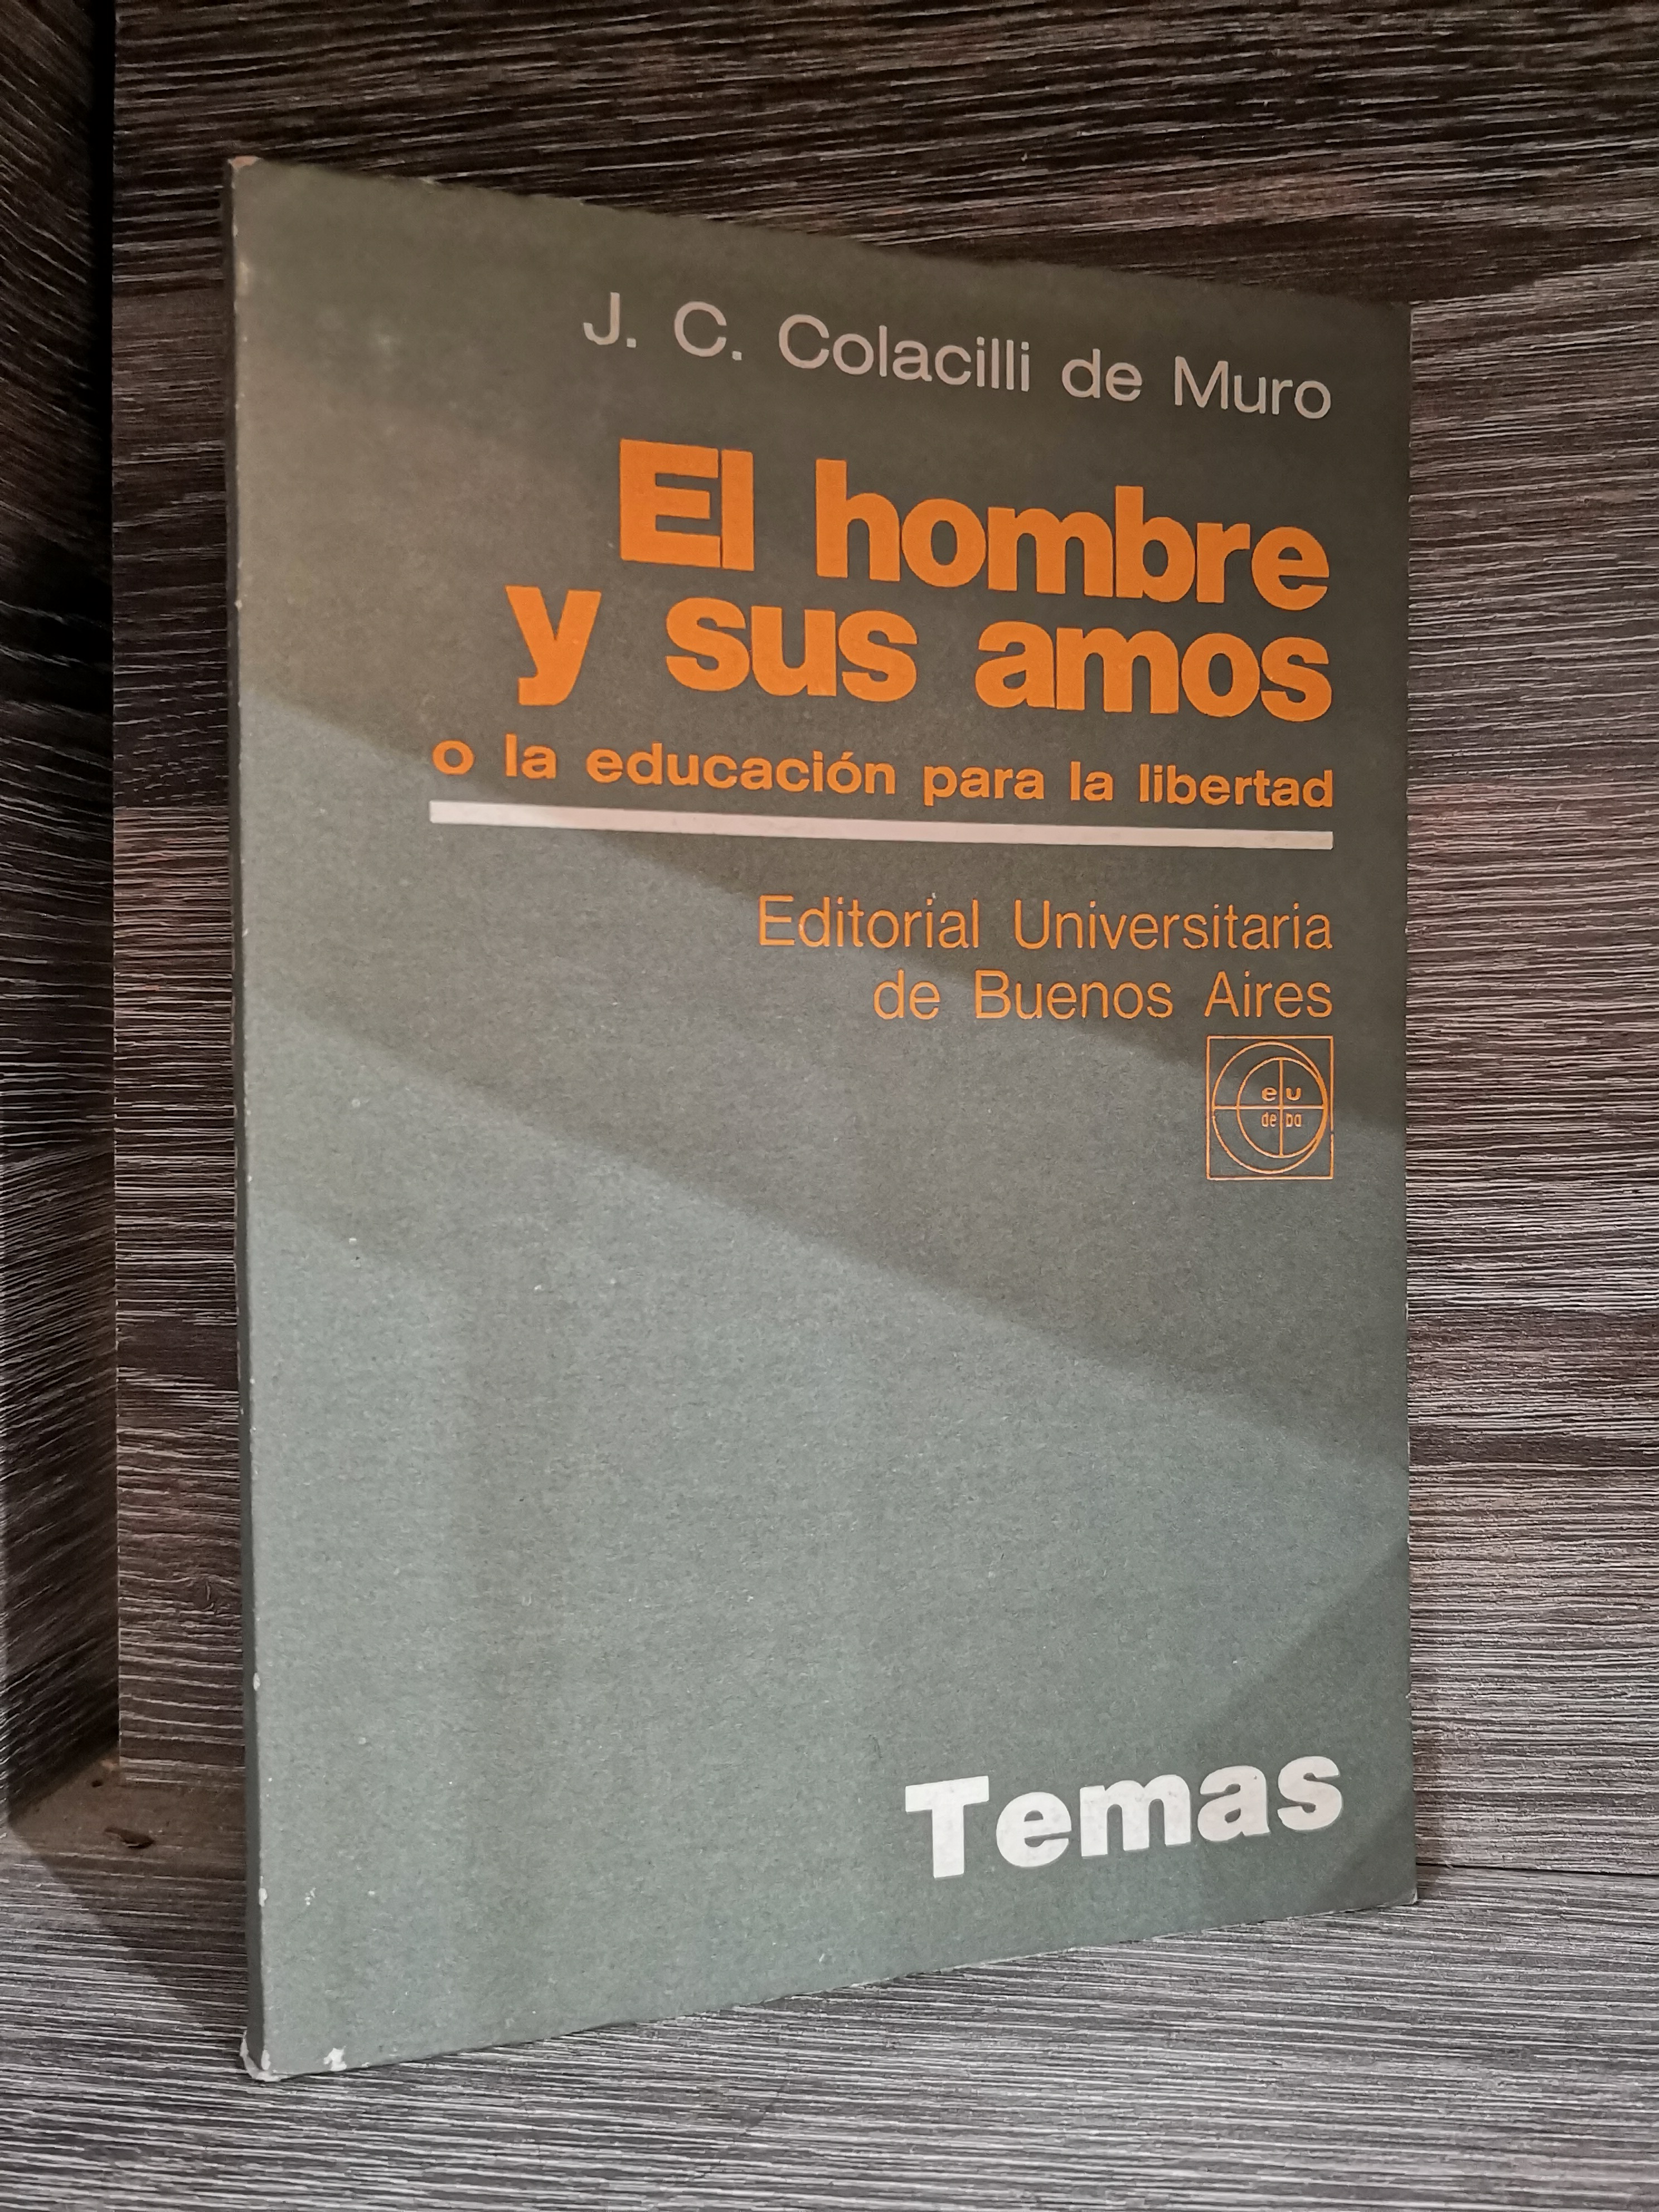 J. C. Colacilli de Muro
El hombre
y sus amos
o la educación para la libertad
Editorial Universitaria
de Buenos Aires
eu
deba
Temas